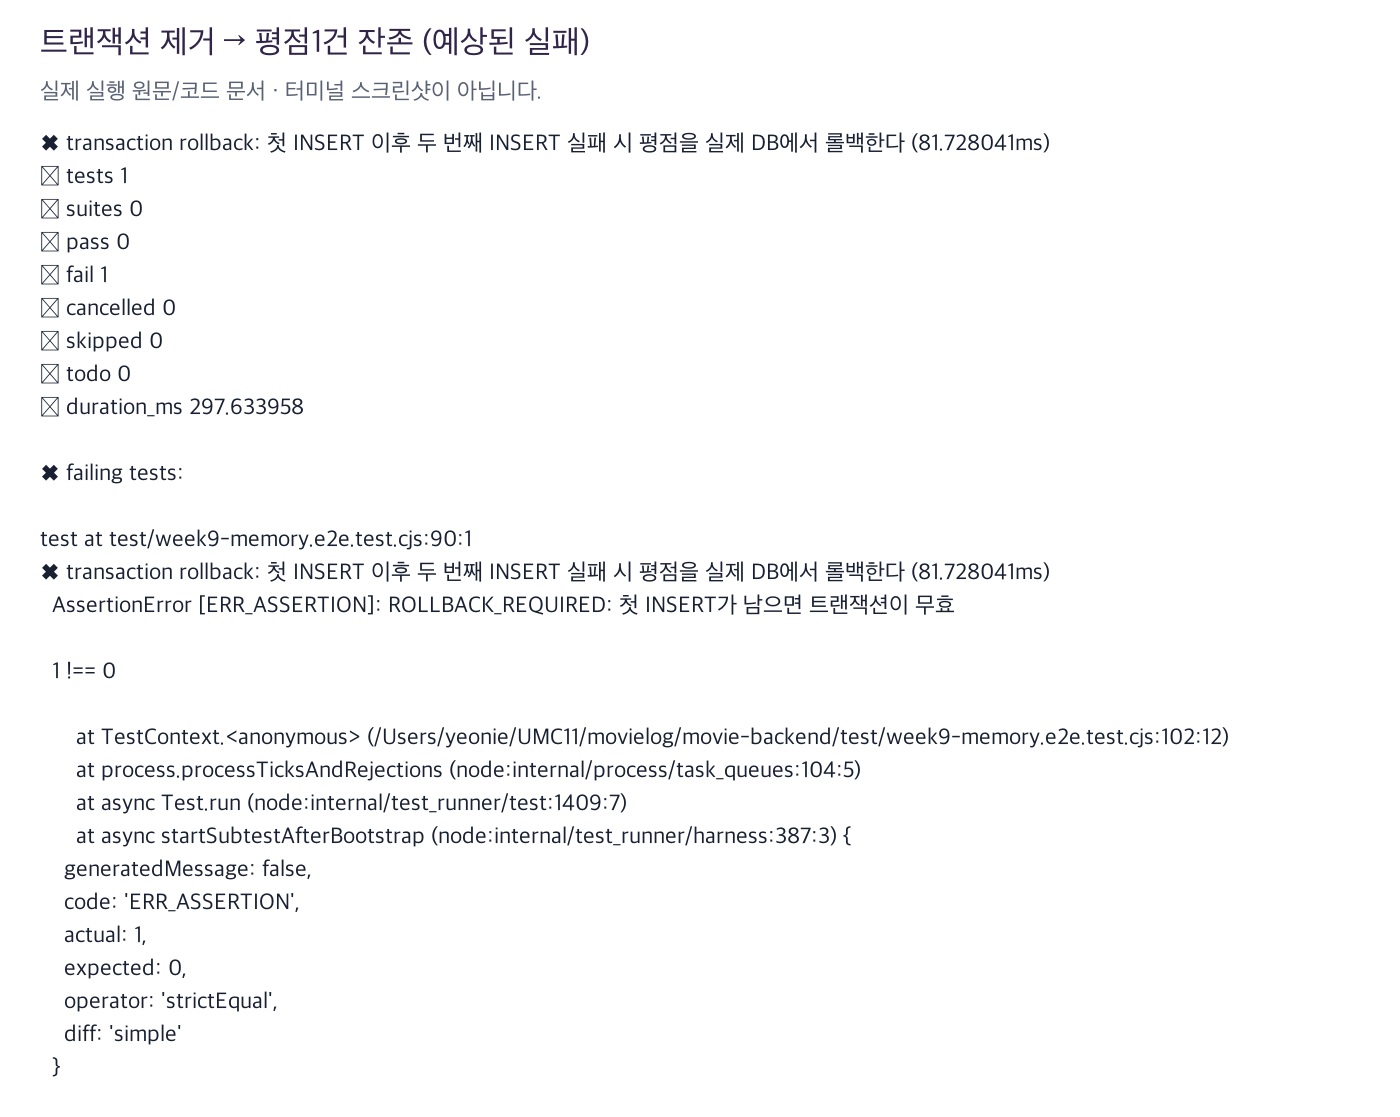 트랜잭션 제거 → 평점1건 잔존 (예상된 실패)
실제 실행 원문/코드 문서 · 터미널 스크린샷이 아닙니다.
✖ transaction rollback: 첫 INSERT 이후 두 번째 INSERT 실패 시 평점을 실제 DB에서 롤백한다 (81.728041ms)
tests 1
suites 0
pass 0
fail 1
cancelled 0
skipped 0
todo 0
duration_ms 297.633958
✖ failing tests:
test at test/week9-memory.e2e.test.cjs:90:1
✖ transaction rollback: 첫 INSERT 이후 두 번째 INSERT 실패 시 평점을 실제 DB에서 롤백한다 (81.728041ms)
AssertionError [ERR_ASSERTION]: ROLLBACK_REQUIRED: 첫 INSERT가 남으면 트랜잭션이 무효
1 !== 0
at TestContext.<anonymous> (/Users/yeonie/UMC11/movielog/movie-backend/test/week9-memory.e2e.test.cjs:102:12)
at process.processTicksAndRejections (node:internal/process/task_queues:104:5)
at async Test.run (node:internal/test_runner/test:1409:7)
at async startSubtestAfterBootstrap (node:internal/test_runner/harness:387:3) {
generatedMessage: false,
code: 'ERR_ASSERTION',
actual: 1,
expected: 0,
operator: 'strictEqual',
diff: 'simple'
}